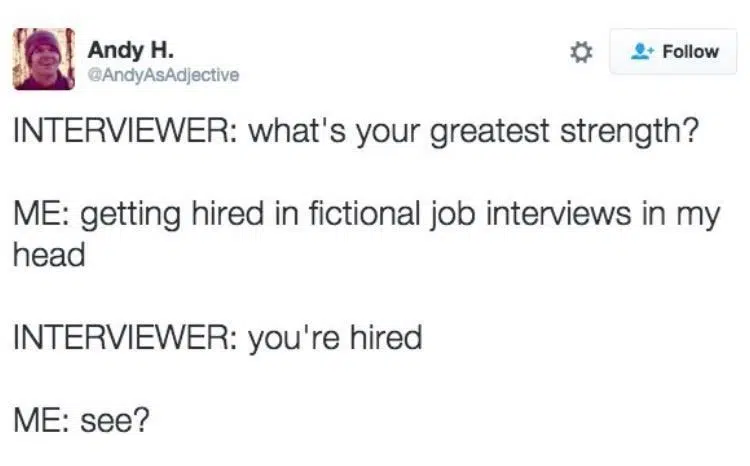 Andy H.
@AndyAsAdjective
Follow
INTERVIEWER: what's your greatest strength?
ME: getting hired in fictional job interviews in my
head
INTERVIEWER: you're hired
ME: see?